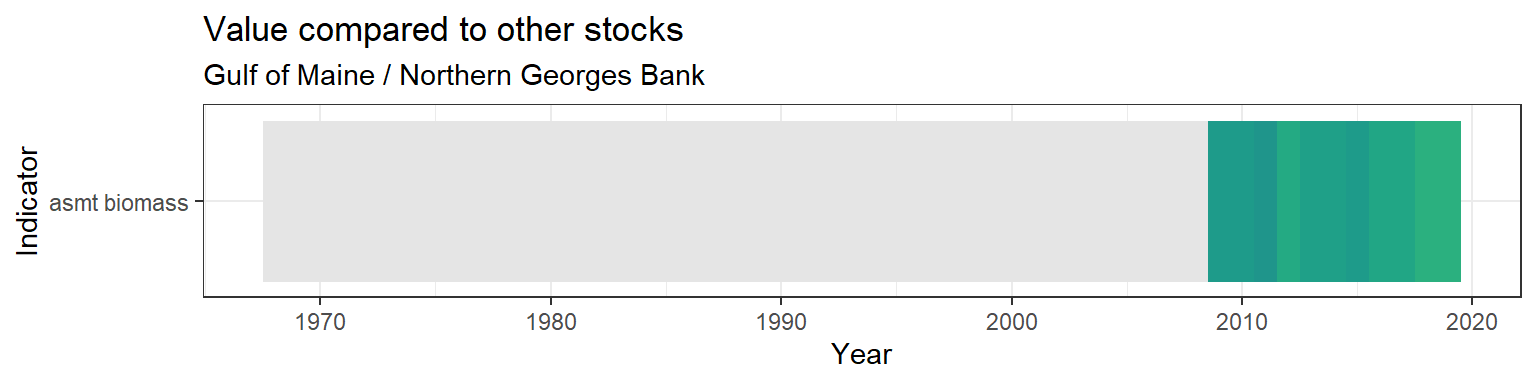 Value compared to other stocks
Gulf of Maine / Northern Georges Bank
Indicator
asmt biomass
1970 1980 1990 2000 2010 2020
Year